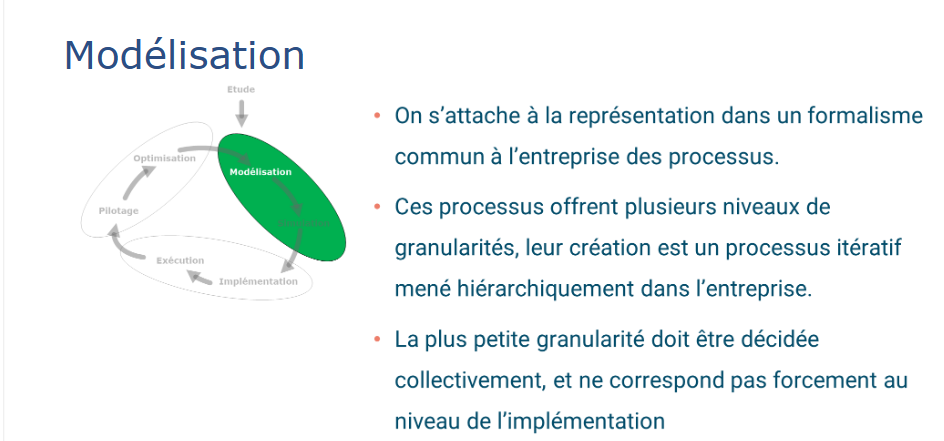 Modélisation
Etude
Optimisation
Modélisation
Pilotage
Exécution
Implémentation
• On s'attache à la représentation dans un formalisme
commun à l'entreprise des processus.
• Ces processus offrent plusieurs niveaux de
granularités, leur création est un processus itératif
mené hiérarchiquement dans l'entreprise.
• La plus petite granularité doit être décidée
collectivement, et ne correspond pas forcement au
niveau de l'implémentation